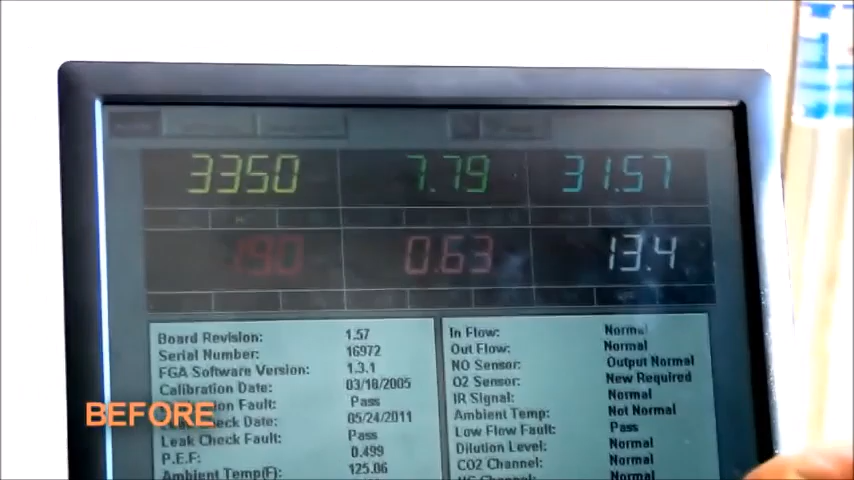 3350 7.79 31.57
190 0.63 13.4
Board Revision: 1.57
Serial Number: 16972
FGA Software Version: 1.3.1
Calibration Date: 03/18/2005
ation Fault: Pass
heck Date: 05/24/2011
Leak Check Fault: Pass
P.E.F: 0.499
Ambient Temp(F): 125.06
In Flow: Normal
Out Flow: Normal
NO Sensor: Output Normal
O2 Sensor: New Required
IR Signal: Normal
Ambient Temp: Not Normal
Low Flow Fault: Pass
Dilution Level: Normal
CO2 Channel: Normal
HC Channel: Normal
BEFORE